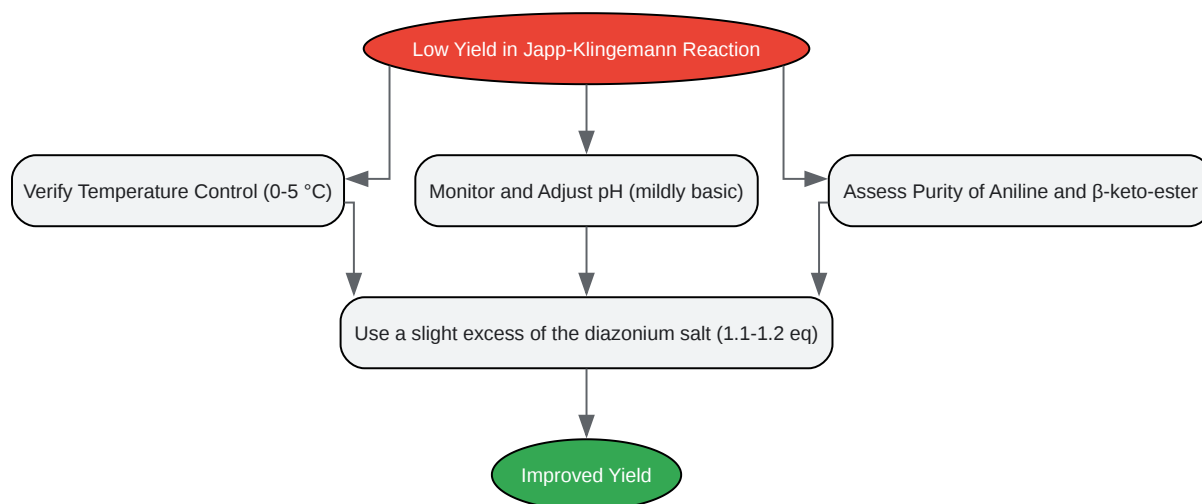 Low Yield in Japp-Klingemann Reaction
Verify Temperature Control (0-5 °C)
Monitor and Adjust pH (mildly basic)
Assess Purity of Aniline and β-keto-ester
Use a slight excess of the diazonium salt (1.1-1.2 eq)
Improved Yield